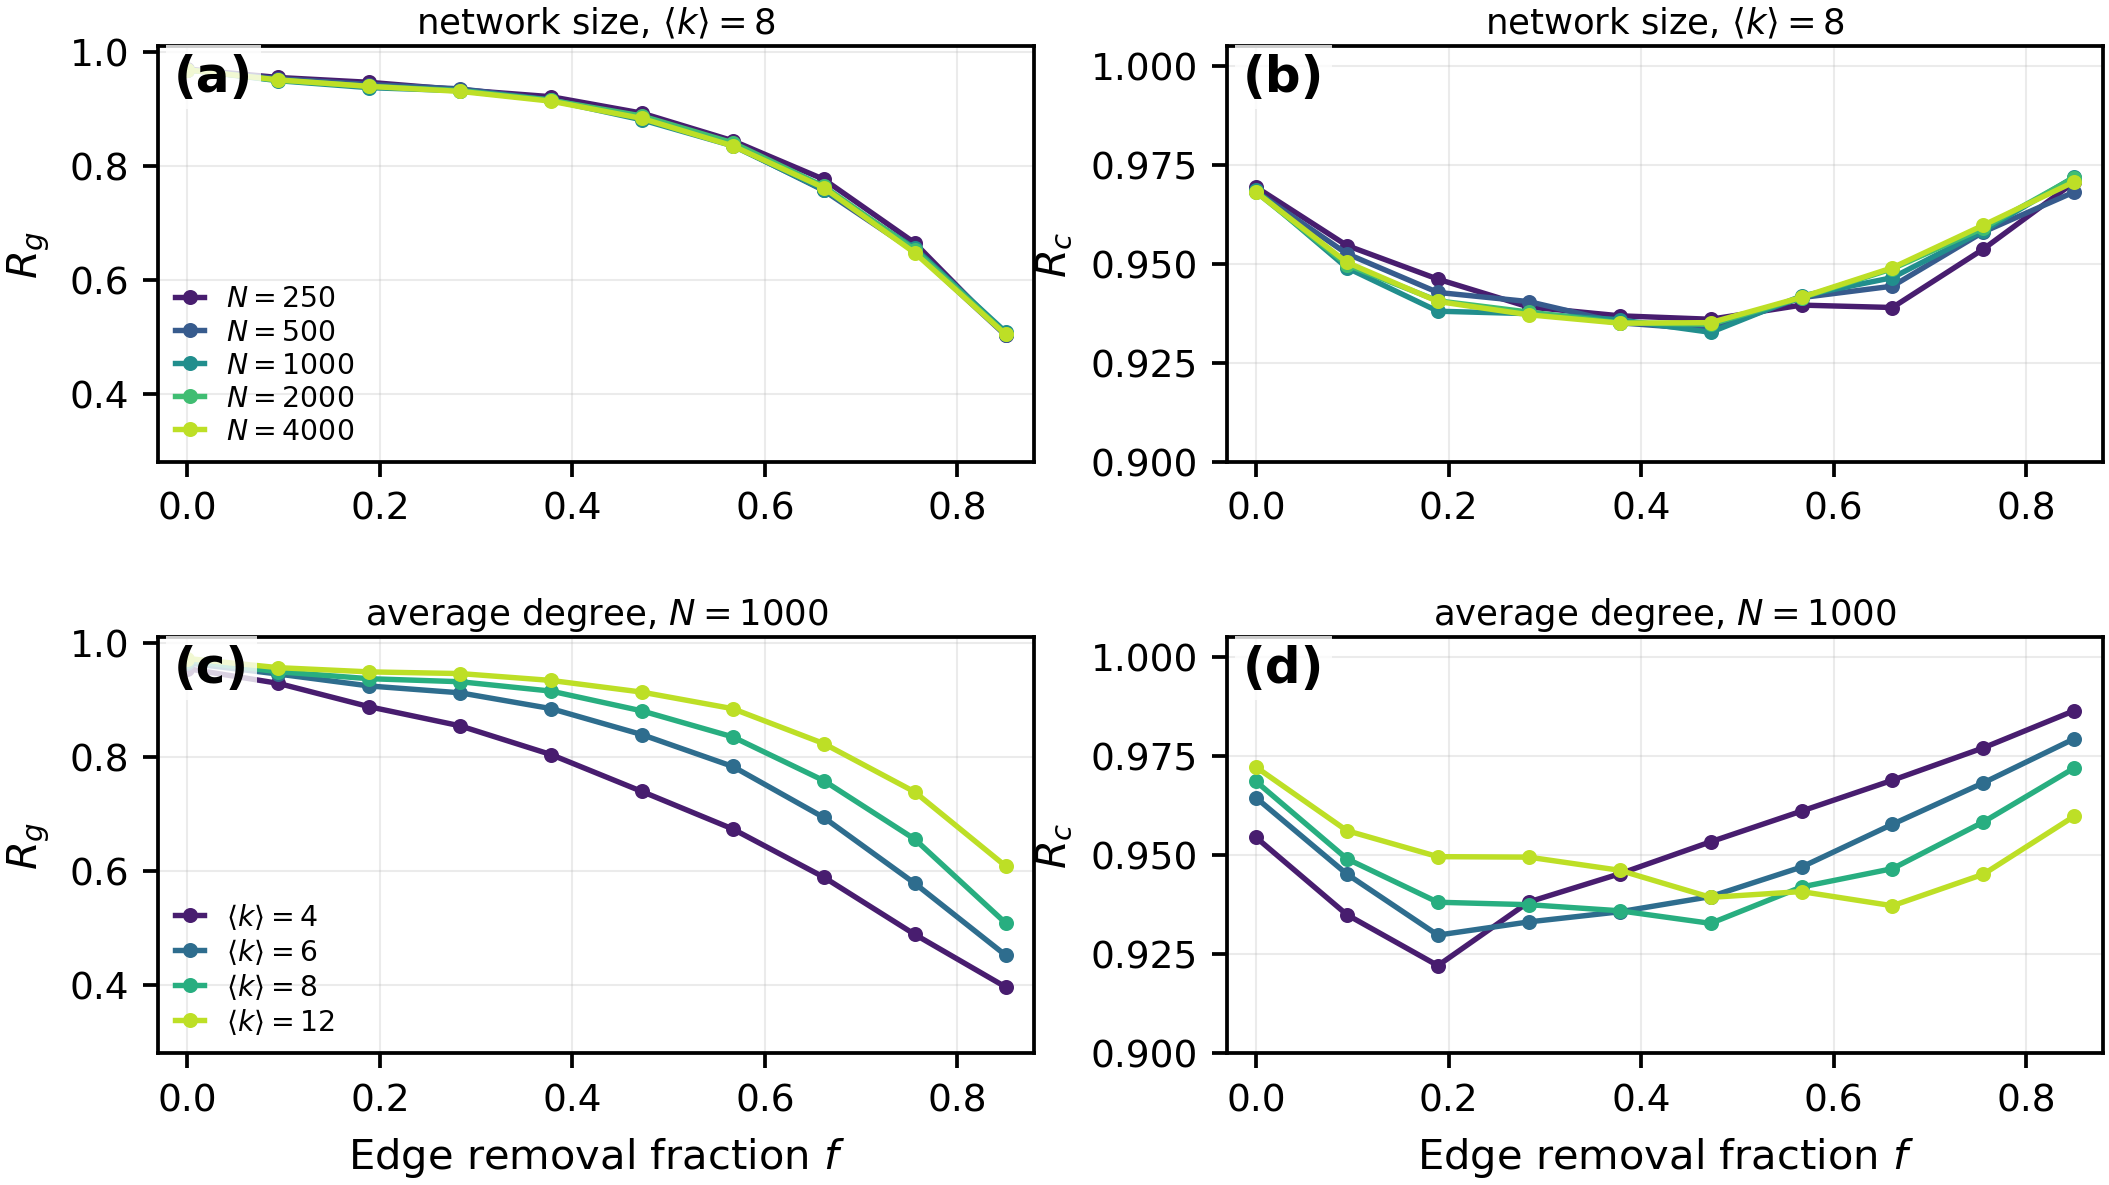 network size, ⟨k⟩ = 8
(a)
1.0
0.8
0.6
0.4
R_g
N = 250
N = 500
N = 1000
N = 2000
N = 4000
0.0 0.2 0.4 0.6 0.8
network size, ⟨k⟩ = 8
(b)
1.000
0.975
0.950
0.925
0.900
R_c
0.0 0.2 0.4 0.6 0.8
average degree, N = 1000
(c)
1.0
0.8
0.6
0.4
R_g
⟨k⟩ = 4
⟨k⟩ = 6
⟨k⟩ = 8
⟨k⟩ = 12
0.0 0.2 0.4 0.6 0.8
Edge removal fraction f
average degree, N = 1000
(d)
1.000
0.975
0.950
0.925
0.900
R_c
0.0 0.2 0.4 0.6 0.8
Edge removal fraction f